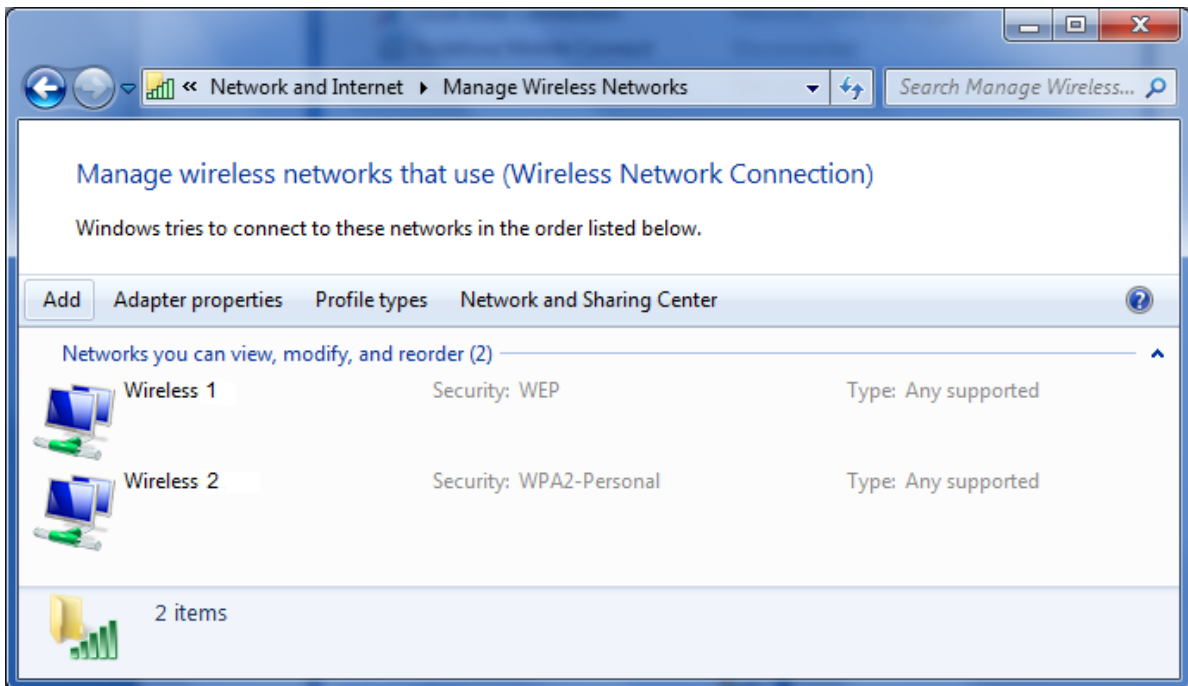 « Network and Internet ▸ Manage Wireless Networks
Search Manage Wireless...
Manage wireless networks that use (Wireless Network Connection)
Windows tries to connect to these networks in the order listed below.
Add Adapter properties Profile types Network and Sharing Center
Networks you can view, modify, and reorder (2)
Wireless 1 Security: WEP Type: Any supported
Wireless 2 Security: WPA2-Personal Type: Any supported
2 items